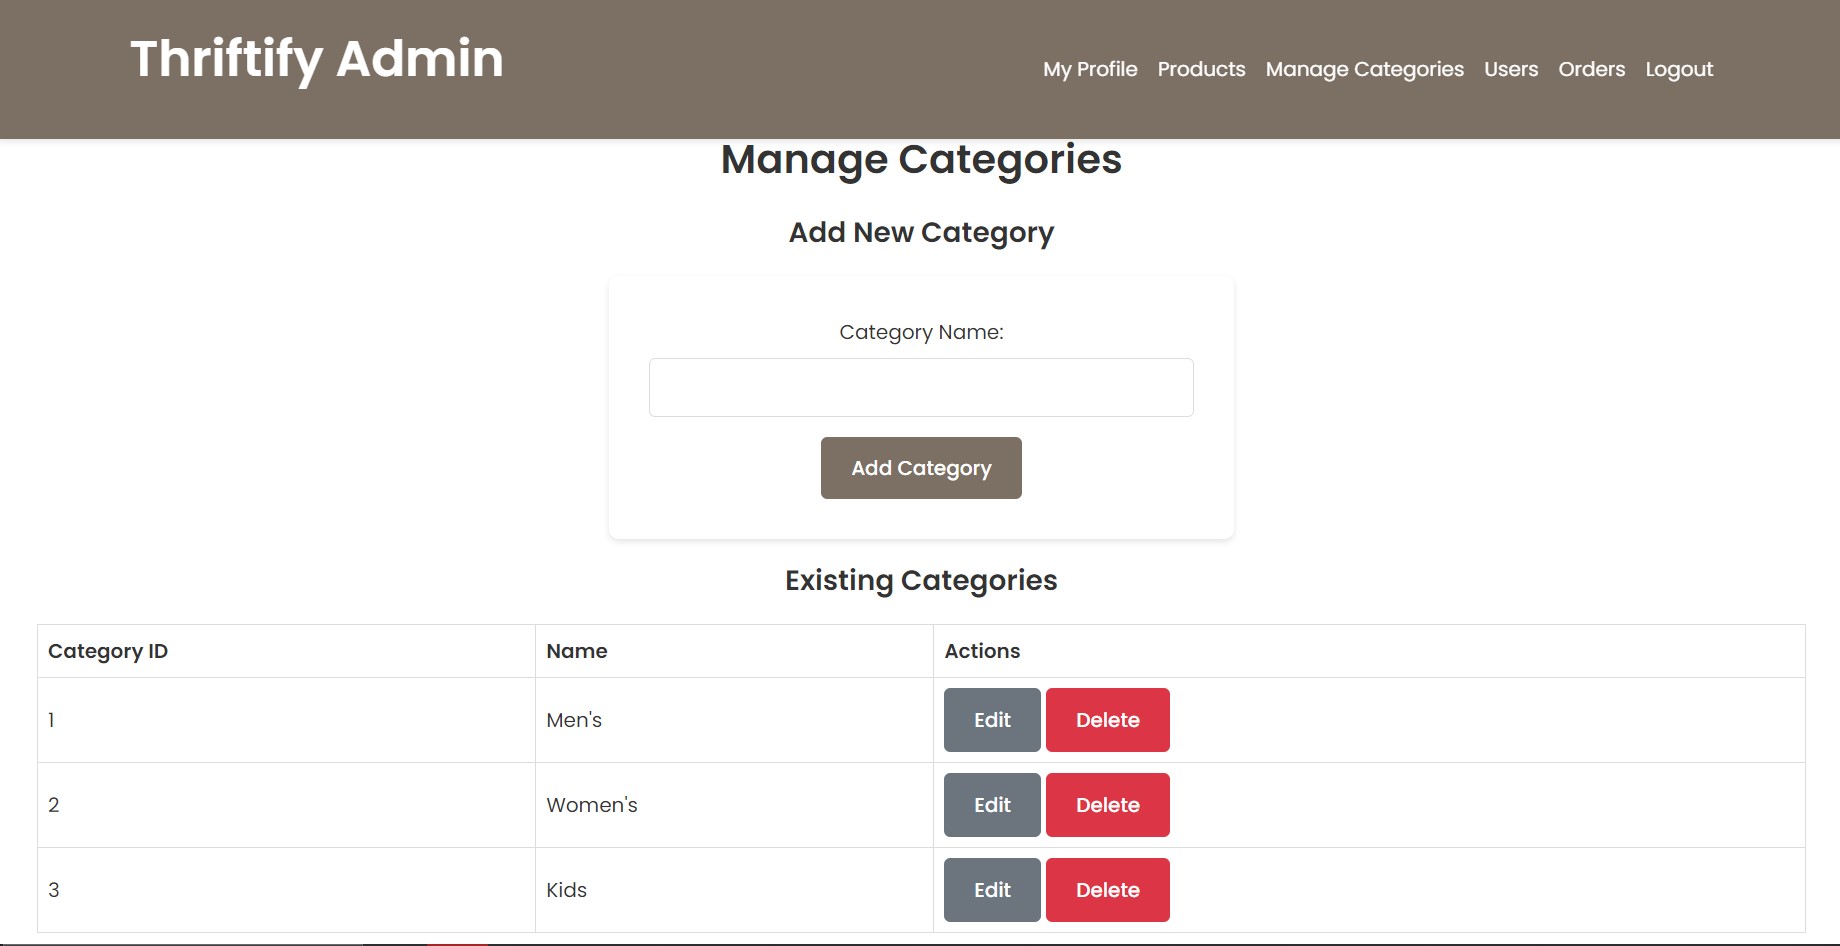 Thriftify Admin
My Profile Products Manage Categories Users Orders Logout
Manage Categories
Add New Category
Category Name:
Add Category
Existing Categories
Category ID Name Actions
1 Men's Edit Delete
2 Women's Edit Delete
3 Kids Edit Delete